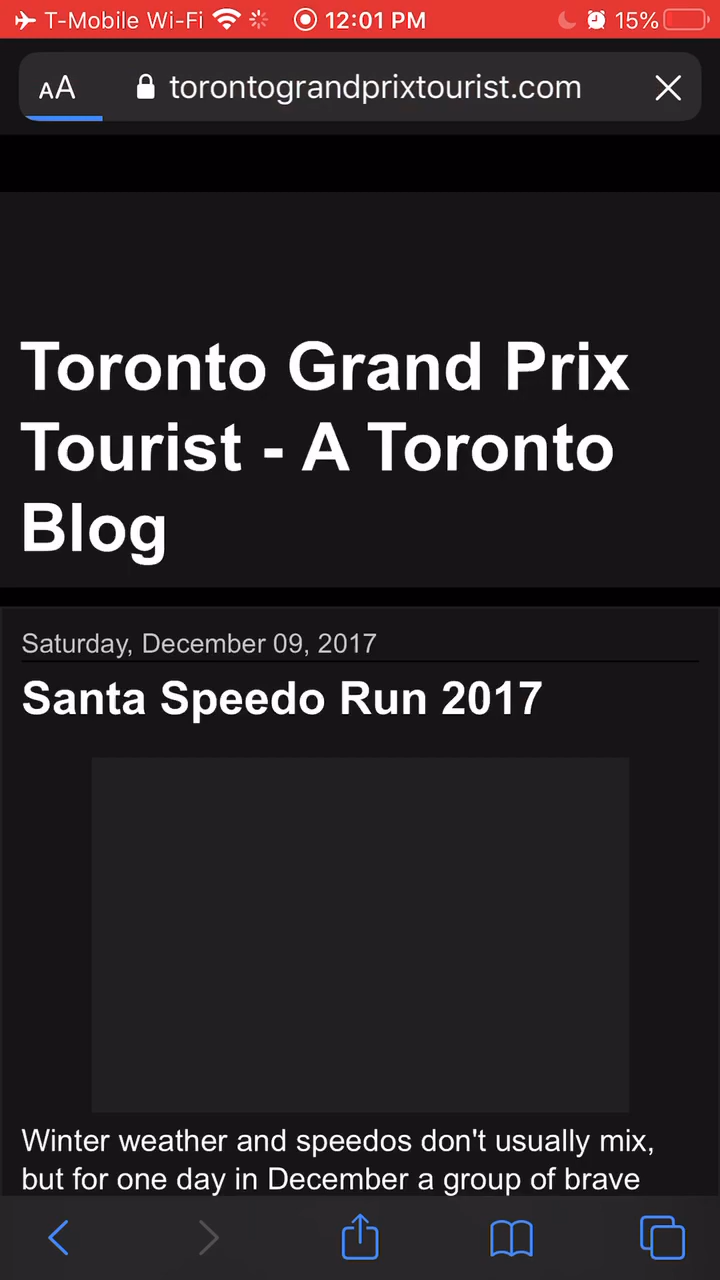 T-Mobile Wi-Fi 12:01 PM 15%
AA torontograndprixtourist.com
Toronto Grand Prix
Tourist - A Toronto
Blog
Saturday, December 09, 2017
Santa Speedo Run 2017
Winter weather and speedos don't usually mix,
but for one day in December a group of brave